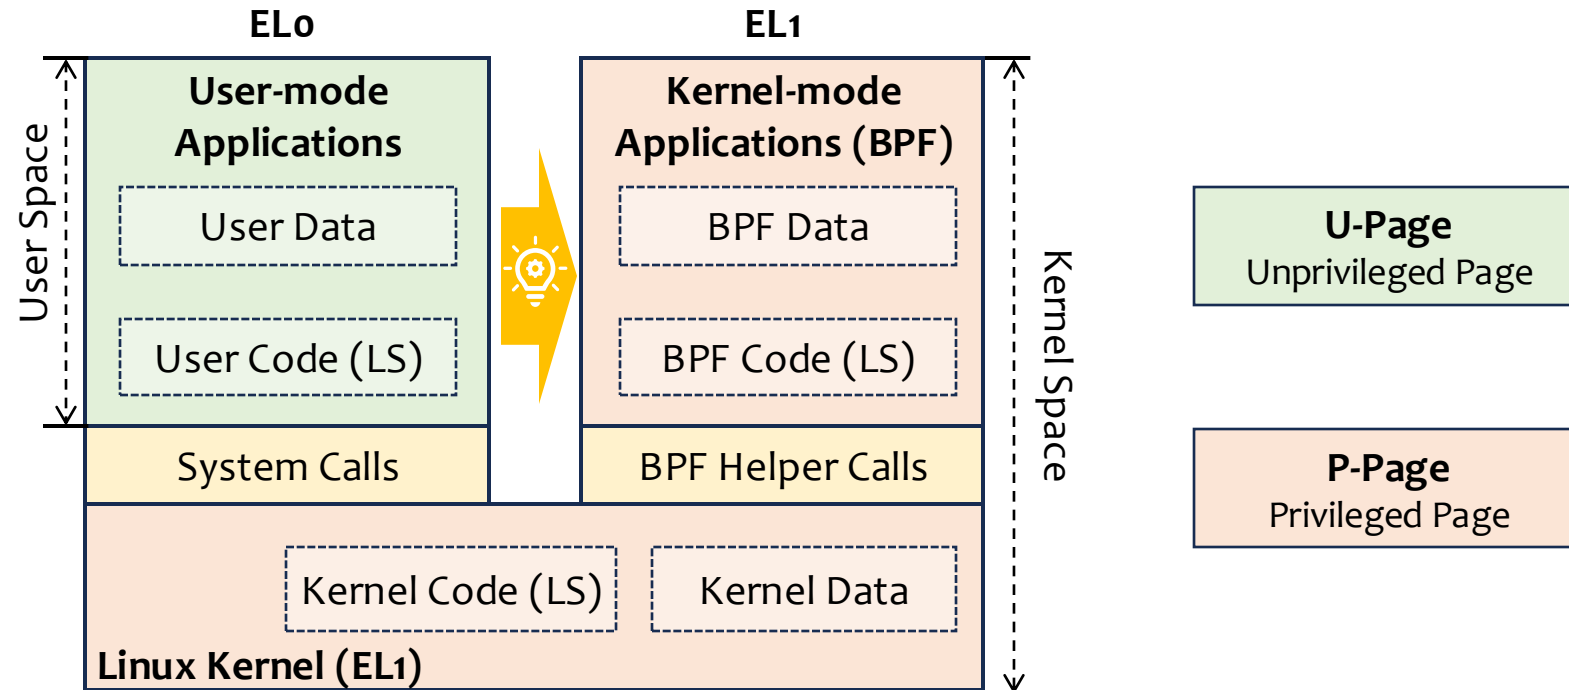 EL0
EL1
User Space
User-mode
Applications
User Data
User Code (LS)
System Calls
Kernel-mode
Applications (BPF)
BPF Data
BPF Code (LS)
BPF Helper Calls
Kernel Code (LS)
Kernel Data
Linux Kernel (EL1)
Kernel Space
U-Page
Unprivileged Page
P-Page
Privileged Page